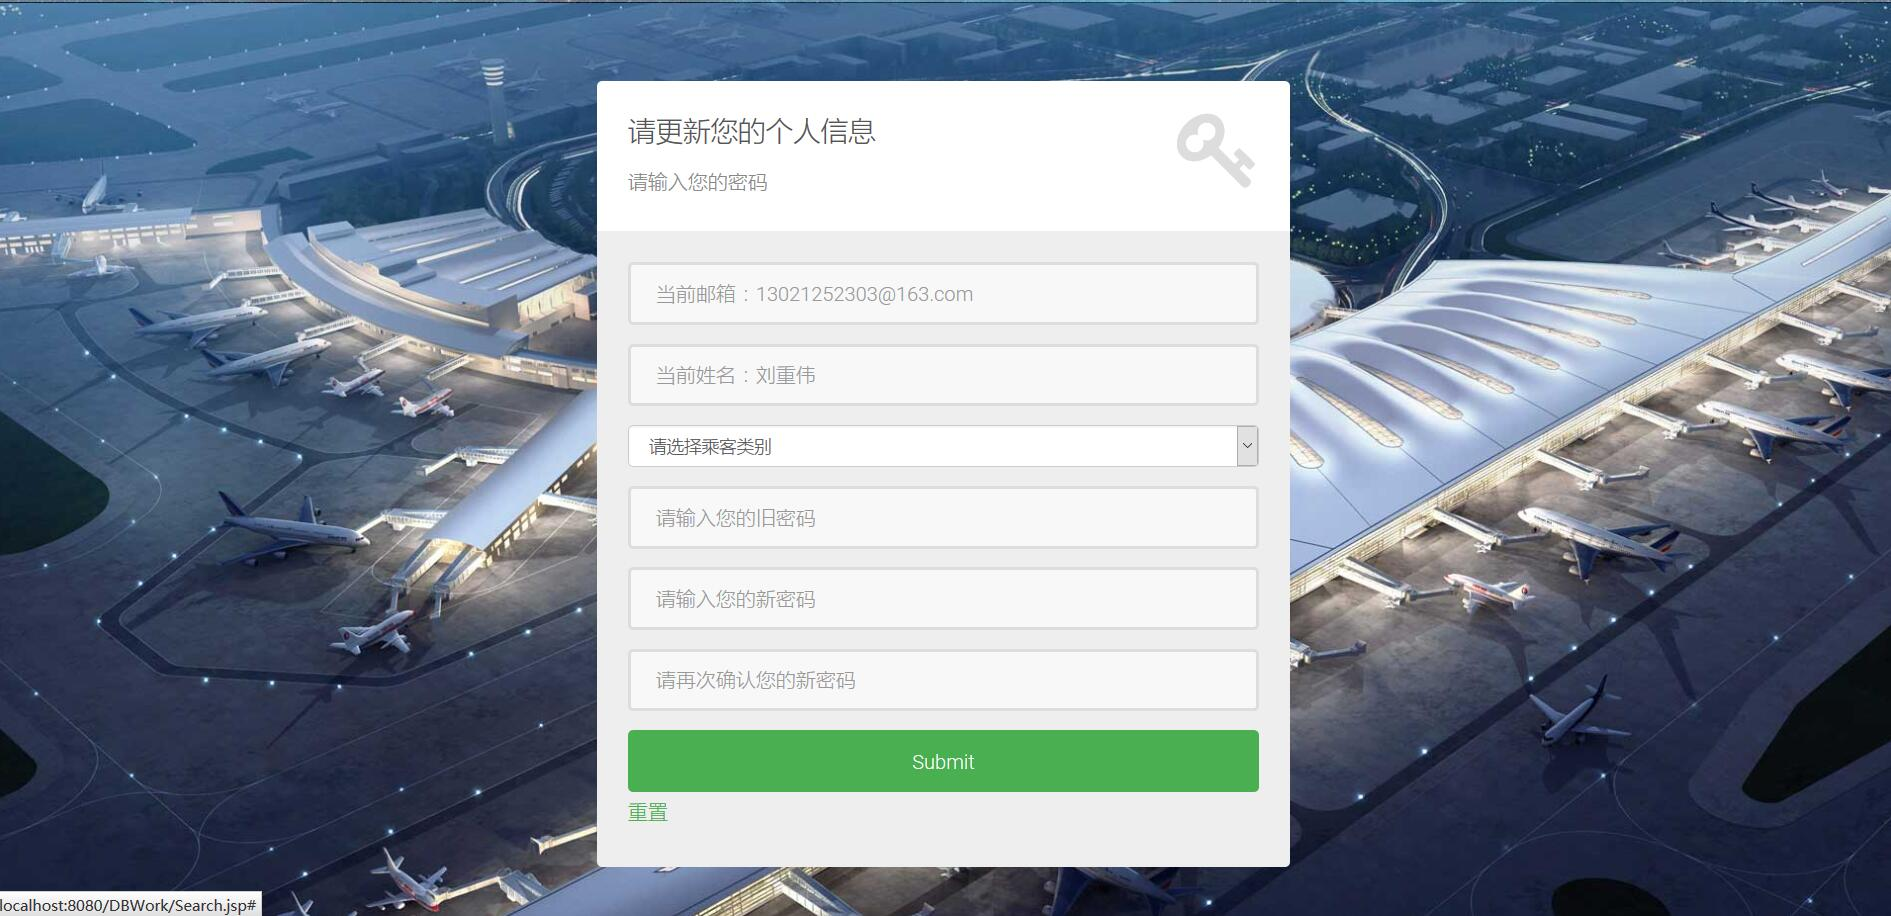 请更新您的个人信息
请输入您的密码
当前邮箱：13021252303@163.com
当前姓名：刘重伟
请选择乘客类别
请输入您的旧密码
请输入您的新密码
请再次确认您的新密码
Submit
重置
localhost:8080/DBWork/Search.jsp#